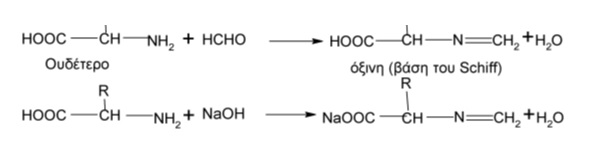 HOOC—CH—NH₂ + HCHO → HOOC—CH—N=CH₂+H₂O
Ουδέτερο όξινη (βάση του Schiff)
R R
HOOC—CH—NH₂+ NaOH → NaOOC—CH—N=CH₂+H₂O